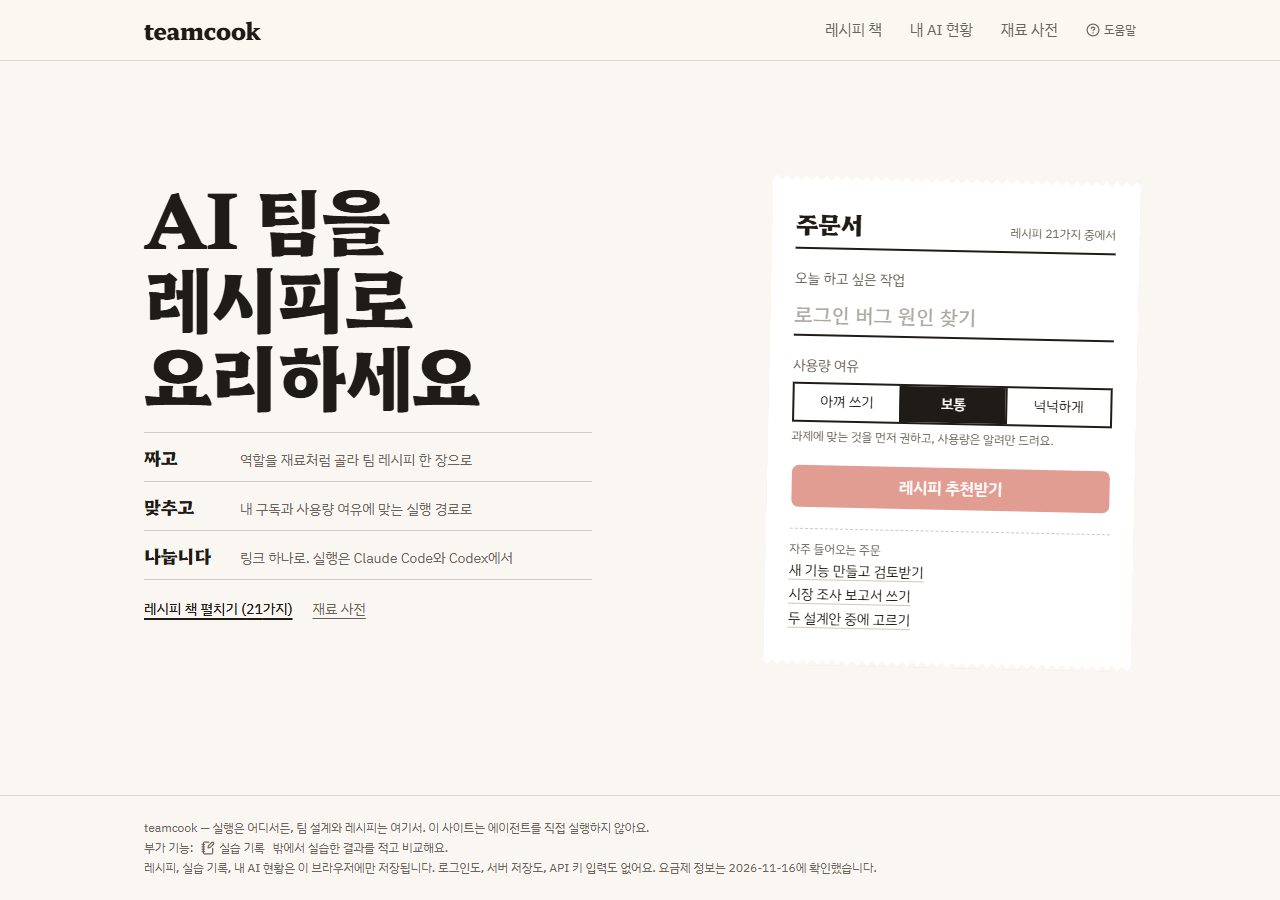 teamcook
레시피 책
내 AI 현황
재료 사전
도움말
AI 팀을
레시피로
요리하세요
짜고
역할을 재료처럼 골라 팀 레시피 한 장으로
맞추고
내 구독과 사용량 여유에 맞는 실행 경로로
나눕니다
링크 하나로. 실행은 Claude Code와 Codex에서
레시피 책 펼치기 (21가지)
재료 사전
주문서
레시피 21가지 중에서
오늘 하고 싶은 작업
로그인 버그 원인 찾기
사용량 여유
아껴 쓰기
보통
넉넉하게
과제에 맞는 것을 먼저 권하고, 사용량은 알려만 드려요.
레시피 추천받기
자주 들어오는 주문
새 기능 만들고 검토받기
시장 조사 보고서 쓰기
두 설계안 중에 고르기
teamcook — 실행은 어디서든, 팀 설계와 레시피는 여기서. 이 사이트는 에이전트를 직접 실행하지 않아요.
부가 기능: 실습 기록 밖에서 실습한 결과를 적고 비교해요.
레시피, 실습 기록, 내 AI 현황은 이 브라우저에만 저장됩니다. 로그인도, 서버 저장도, API 키 입력도 없어요. 요금제 정보는 2026-11-16에 확인했습니다.